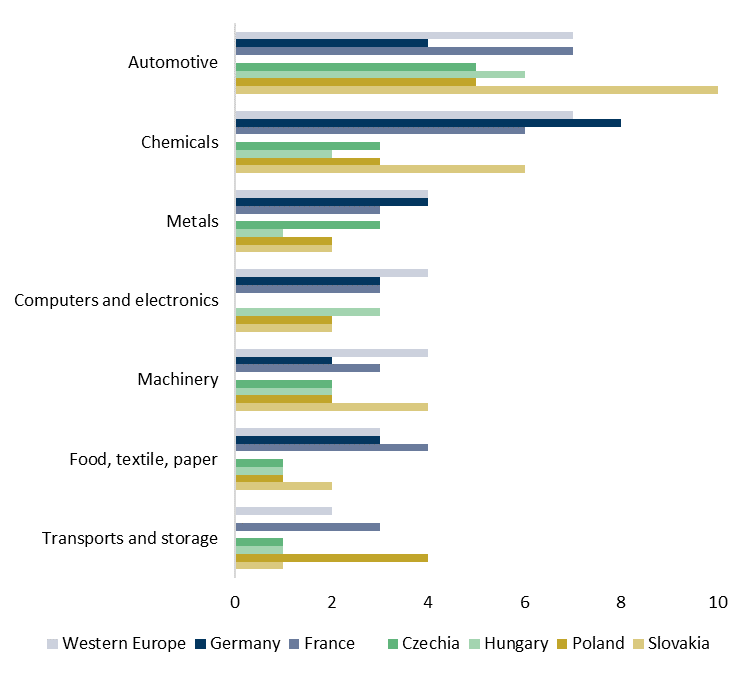 Automotive
Chemicals
Metals
Computers and electronics
Machinery
Food, textile, paper
Transports and storage
0 2 4 6 8 10
Western Europe Germany France Czechia Hungary Poland Slovakia